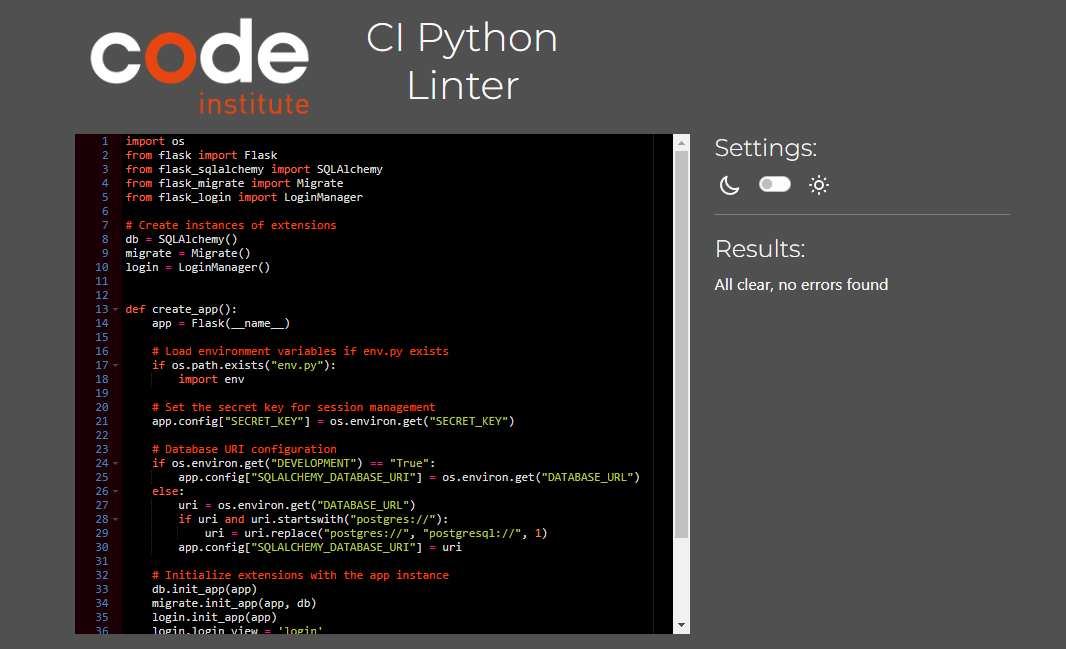 code
institute
CI Python
Linter
1 import os
2 from flask import Flask
3 from flask_sqlalchemy import SQLAlchemy
4 from flask_migrate import Migrate
5 from flask_login import LoginManager
6
7 # Create instances of extensions
8 db = SQLAlchemy()
9 migrate = Migrate()
10 login = LoginManager()
11
12
13 def create_app():
14     app = Flask(__name__)
15
16     # Load environment variables if env.py exists
17     if os.path.exists("env.py"):
18         import env
19
20     # Set the secret key for session management
21     app.config["SECRET_KEY"] = os.environ.get("SECRET_KEY")
22
23     # Database URI configuration
24     if os.environ.get("DEVELOPMENT") == "True":
25         app.config["SQLALCHEMY_DATABASE_URI"] = os.environ.get("DATABASE_URL")
26     else:
27         uri = os.environ.get("DATABASE_URL")
28         if uri and uri.startswith("postgres://"):
29             uri = uri.replace("postgres://", "postgresql://", 1)
30         app.config["SQLALCHEMY_DATABASE_URI"] = uri
31
32     # Initialize extensions with the app instance
33     db.init_app(app)
34     migrate.init_app(app, db)
35     login.init_app(app)
36     login.login_view = 'login'
Settings:
Results:
All clear, no errors found